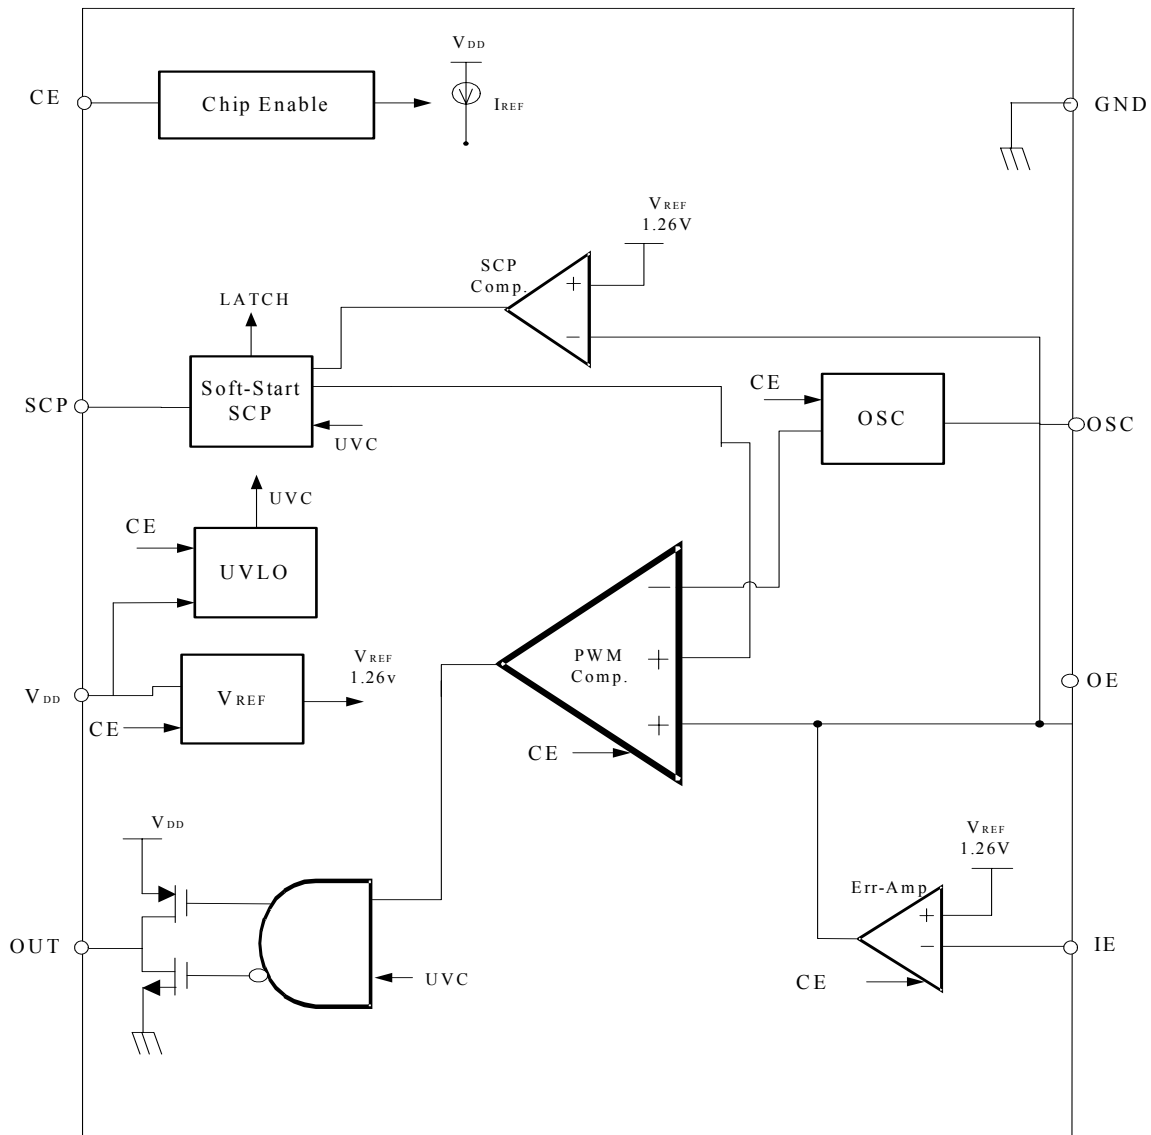 VDD
CE
Chip Enable
IREF
GND
VREF
1.26V
SCP
Comp.
+
−
LATCH
Soft-Start
SCP
SCP
UVC
CE
OSC
OSC
UVC
CE
UVLO
−
PWM
Comp.
+
+
VREF
1.26v
VDD
VREF
CE
OE
CE
VDD
VREF
1.26V
Err-Amp
+
−
OUT
IE
UVC
CE